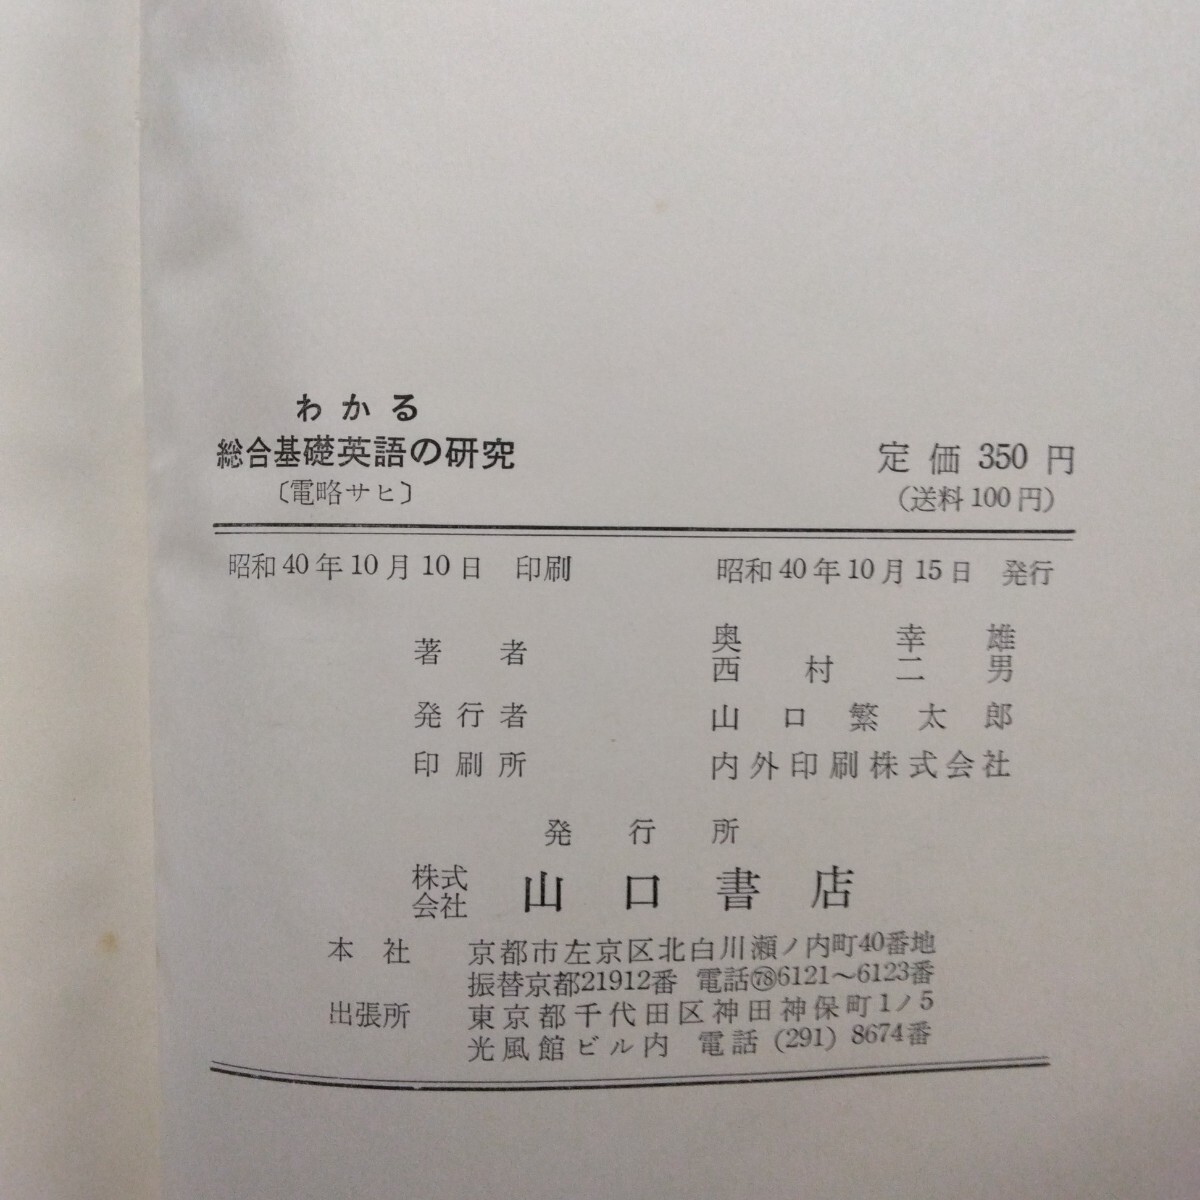 わかる
総合基礎英語の研究
〔電略サヒ〕
定価 350 円
(送料 100 円)
昭和 40 年 10 月 10 日 印刷 昭和 40 年 10 月 15 日 発行
著者 奥幸雄
西村二男
発行者 山口繁太郎
印刷所 内外印刷株式会社
発行所
株式会社 山口書店
本社 京都市左京区北白川瀬ノ内町40番地
振替京都21912番 電話㊆6121～6123番
出張所 東京都千代田区神田神保町1ノ5
光風館ビル内 電話 (291) 8674番